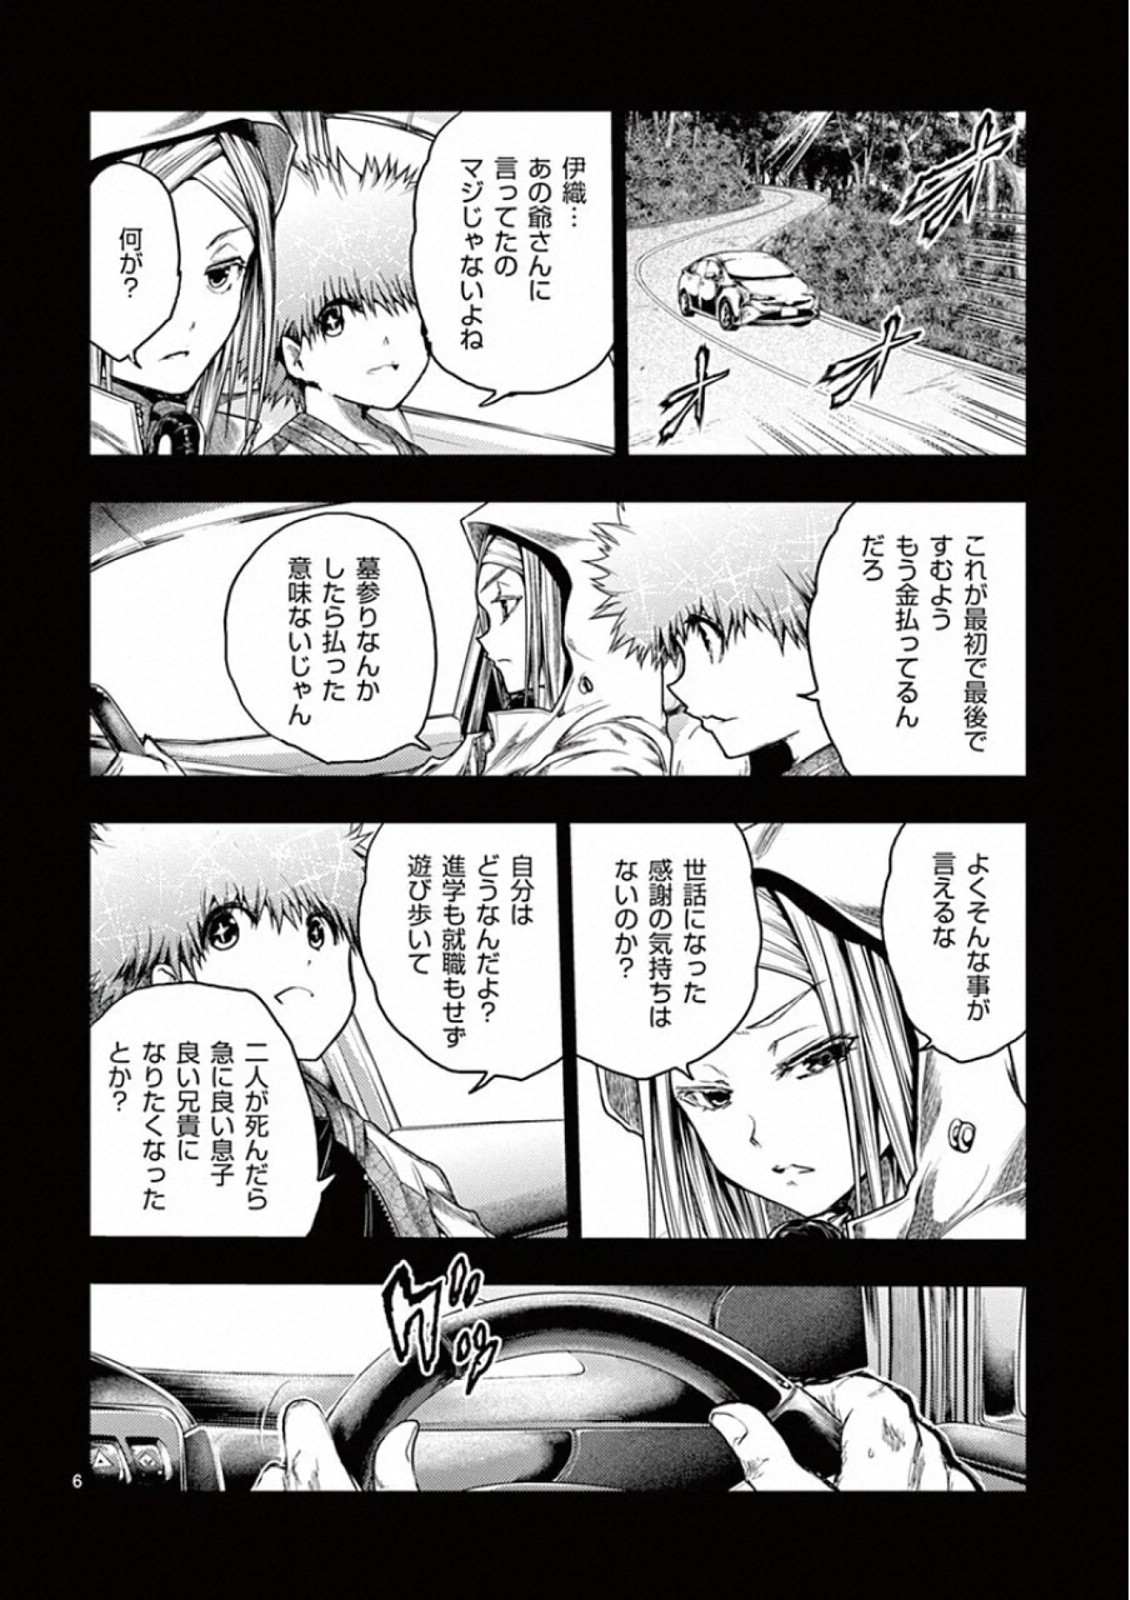 メ
メ
オ
伊織…
あの爺さんに
言ってたの
マジじゃないよね
何が?
これが最初で最後で
すむよう
もう金払ってるん
だろ
墓参りなんか
したら払った
意味ないじゃん
よくそんな事が
言えるな
世話になった
感謝の気持ちは
ないのか?
自分は
どうなんだよ?
進学も就職もせず
遊び歩いて
二人が死んだら
急に良い息子
良い兄貴に
なりたくなった
とか?
6